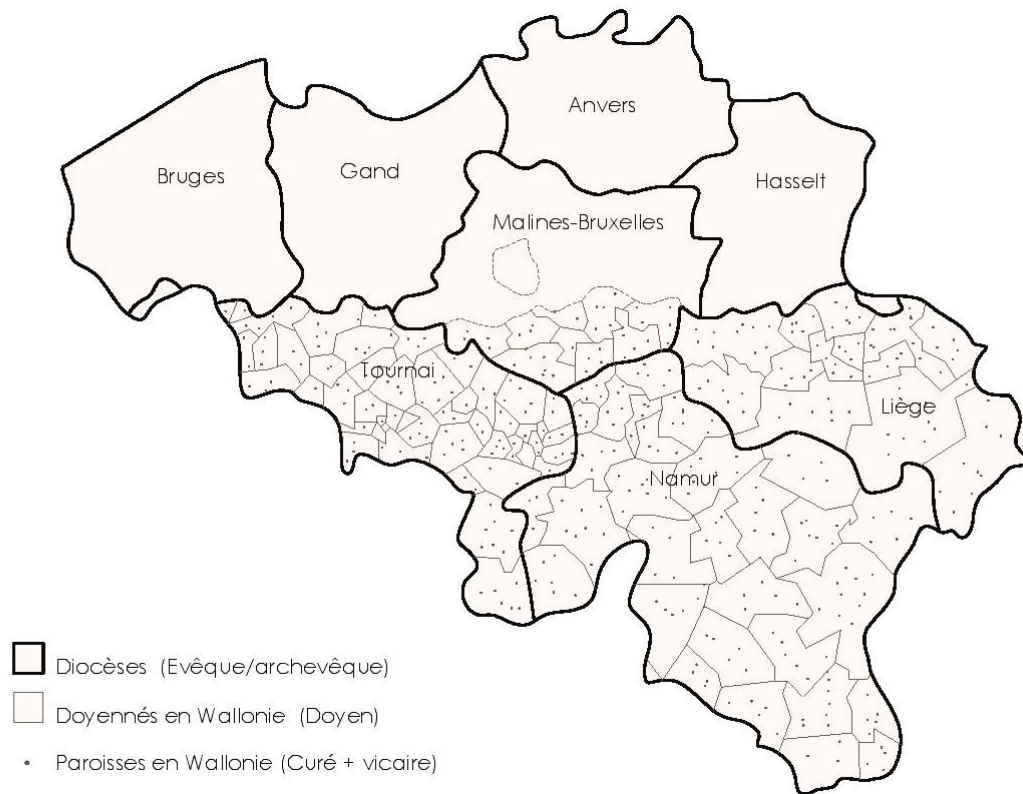 Anvers
Gand
Bruges
Hasselt
Malines-Bruxelles
Tournai
Liège
Namur
Diocèses (Evêque/archevêque)
Doyennés en Wallonie (Doyen)
Paroisses en Wallonie (Curé + vicaire)